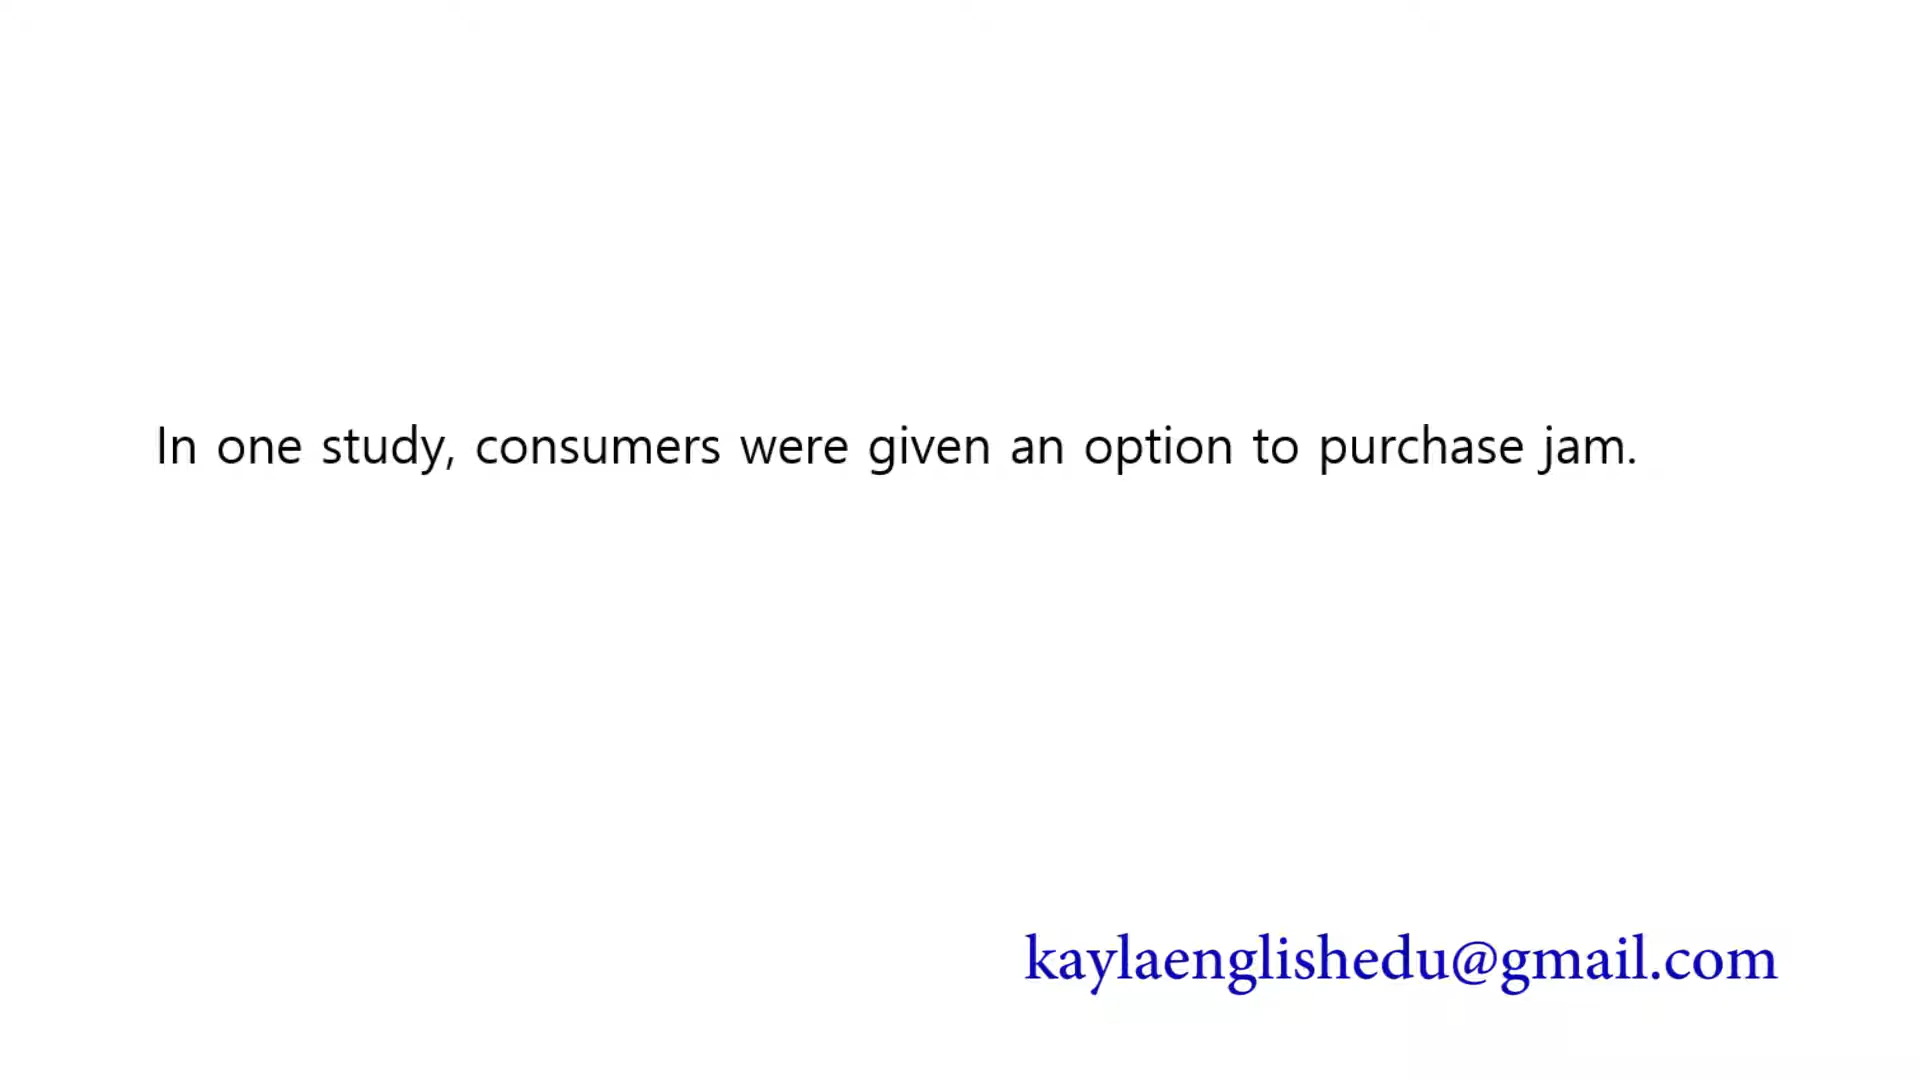 In one study, consumers were given an option to purchase jam.
kaylaenglishedu@gmail.com